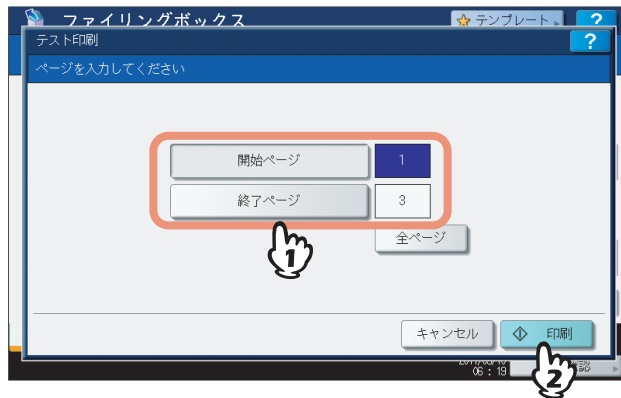 ファイリングボックス
テンプレート
?
テスト印刷
?
ページを入力してください
開始ページ 1
終了ページ 3
1
全ページ
キャンセル 印刷
06 : 19
2